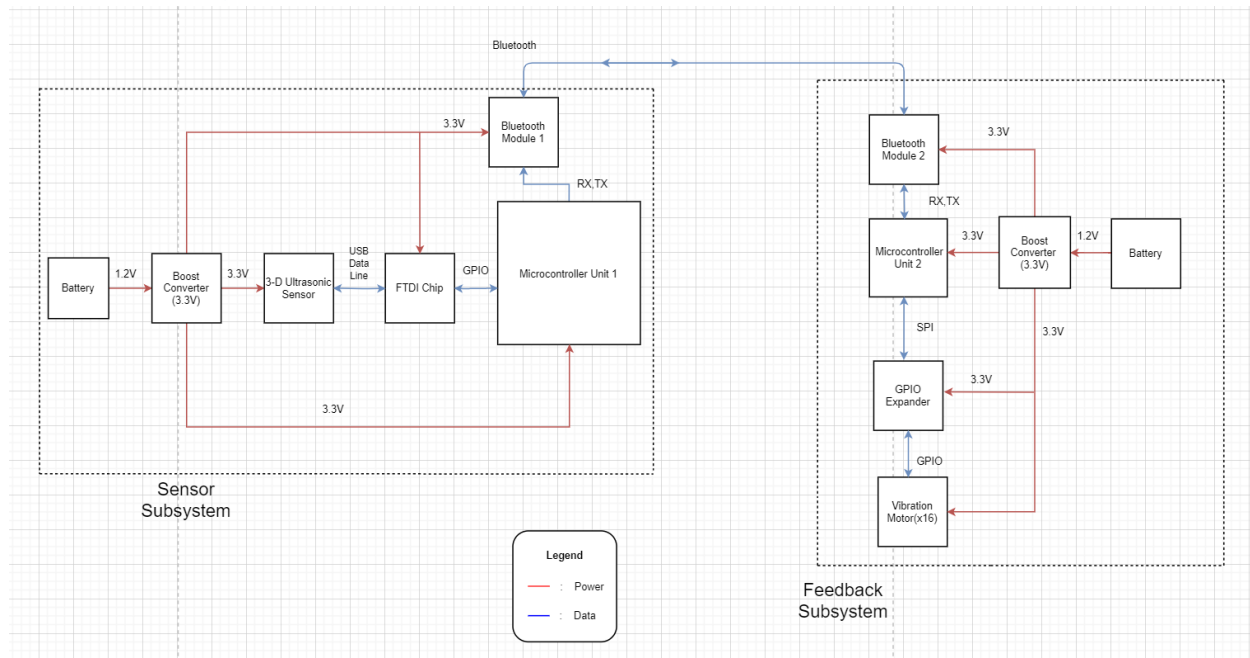 Bluetooth
Bluetooth
Module 1
3.3V
RX,TX
USB
Data
Line
Battery
1.2V
Boost
Converter
(3.3V)
3.3V
3-D Ultrasonic
Sensor
FTDI Chip
GPIO
Microcontroller Unit 1
3.3V
Sensor
Subsystem
Bluetooth
Module 2
3.3V
RX,TX
Microcontroller
Unit 2
3.3V
Boost
Converter
(3.3V)
1.2V
Battery
SPI
3.3V
GPIO
Expander
3.3V
GPIO
Vibration
Motor(x16)
Feedback
Subsystem
Legend
: Power
: Data